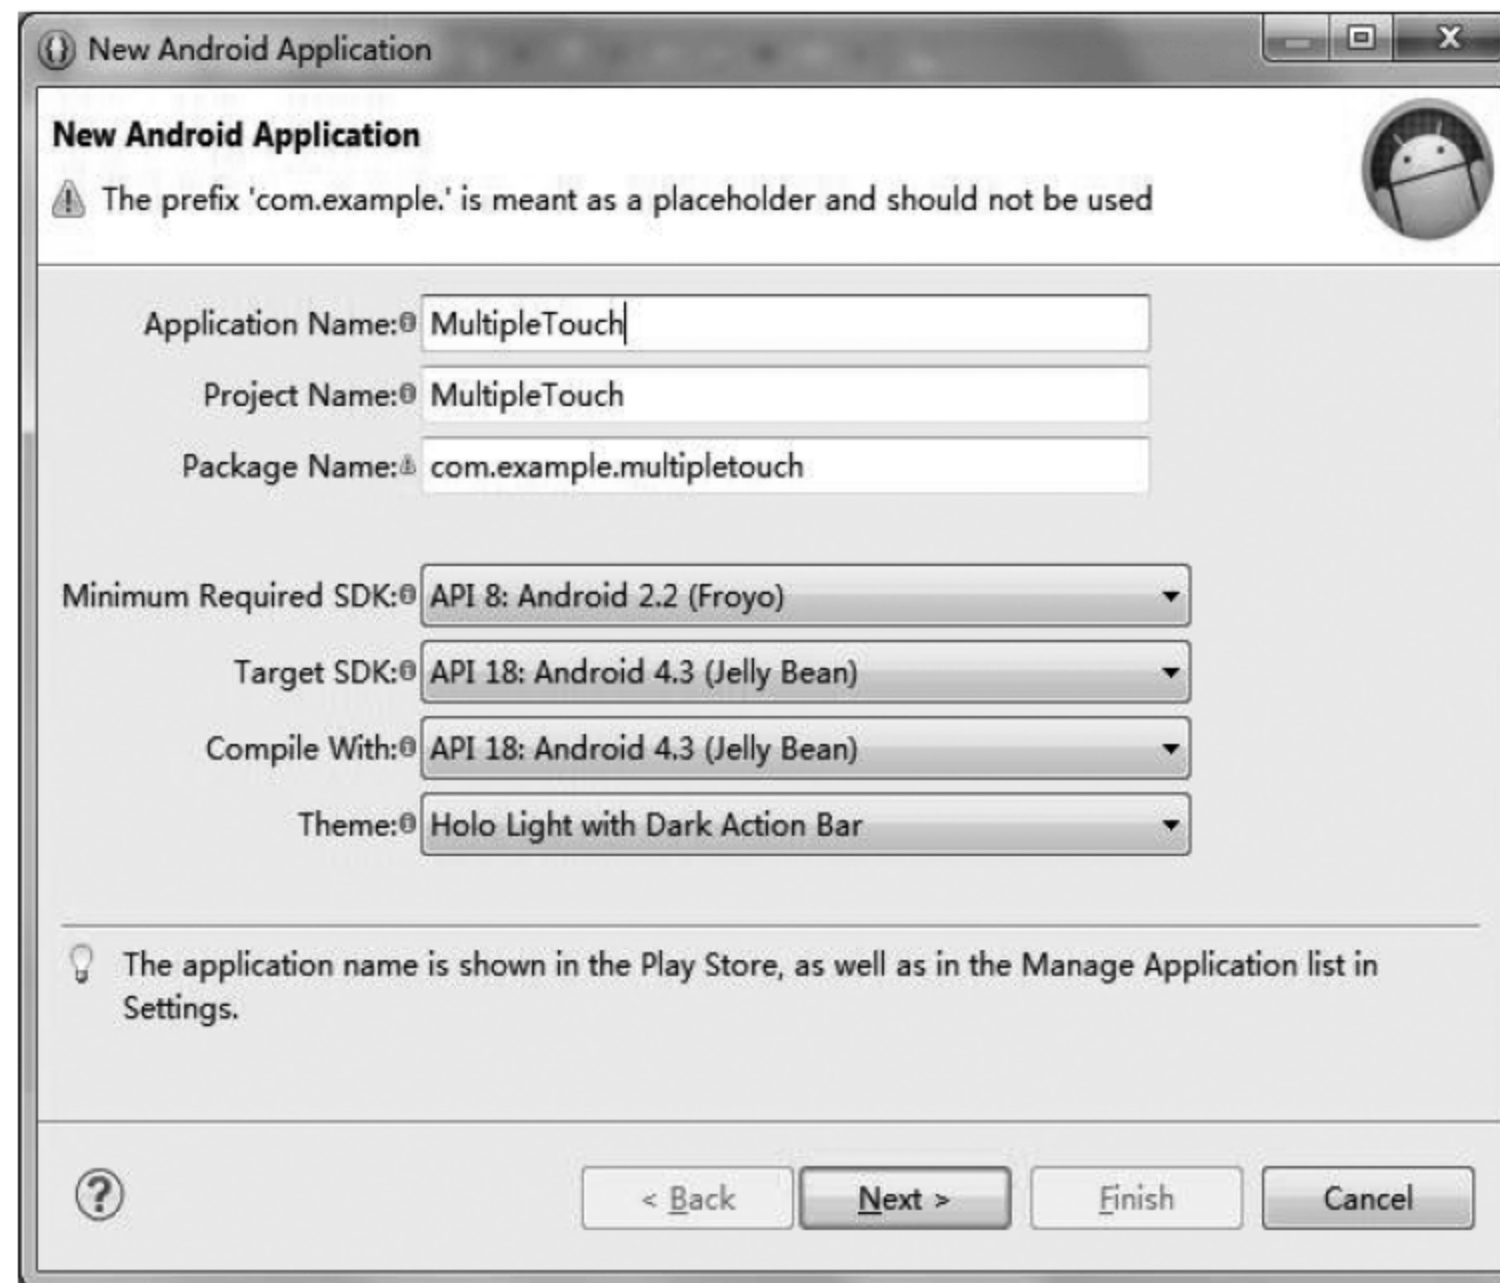 New Android Application
New Android Application
The prefix 'com.example.' is meant as a placeholder and should not be used
Application Name: MultipleTouch
Project Name: MultipleTouch
Package Name: com.example.multipletouch
Minimum Required SDK: API 8: Android 2.2 (Froyo)
Target SDK: API 18: Android 4.3 (Jelly Bean)
Compile With: API 18: Android 4.3 (Jelly Bean)
Theme: Holo Light with Dark Action Bar
The application name is shown in the Play Store, as well as in the Manage Application list in
Settings.
? < Back Next > Finish Cancel